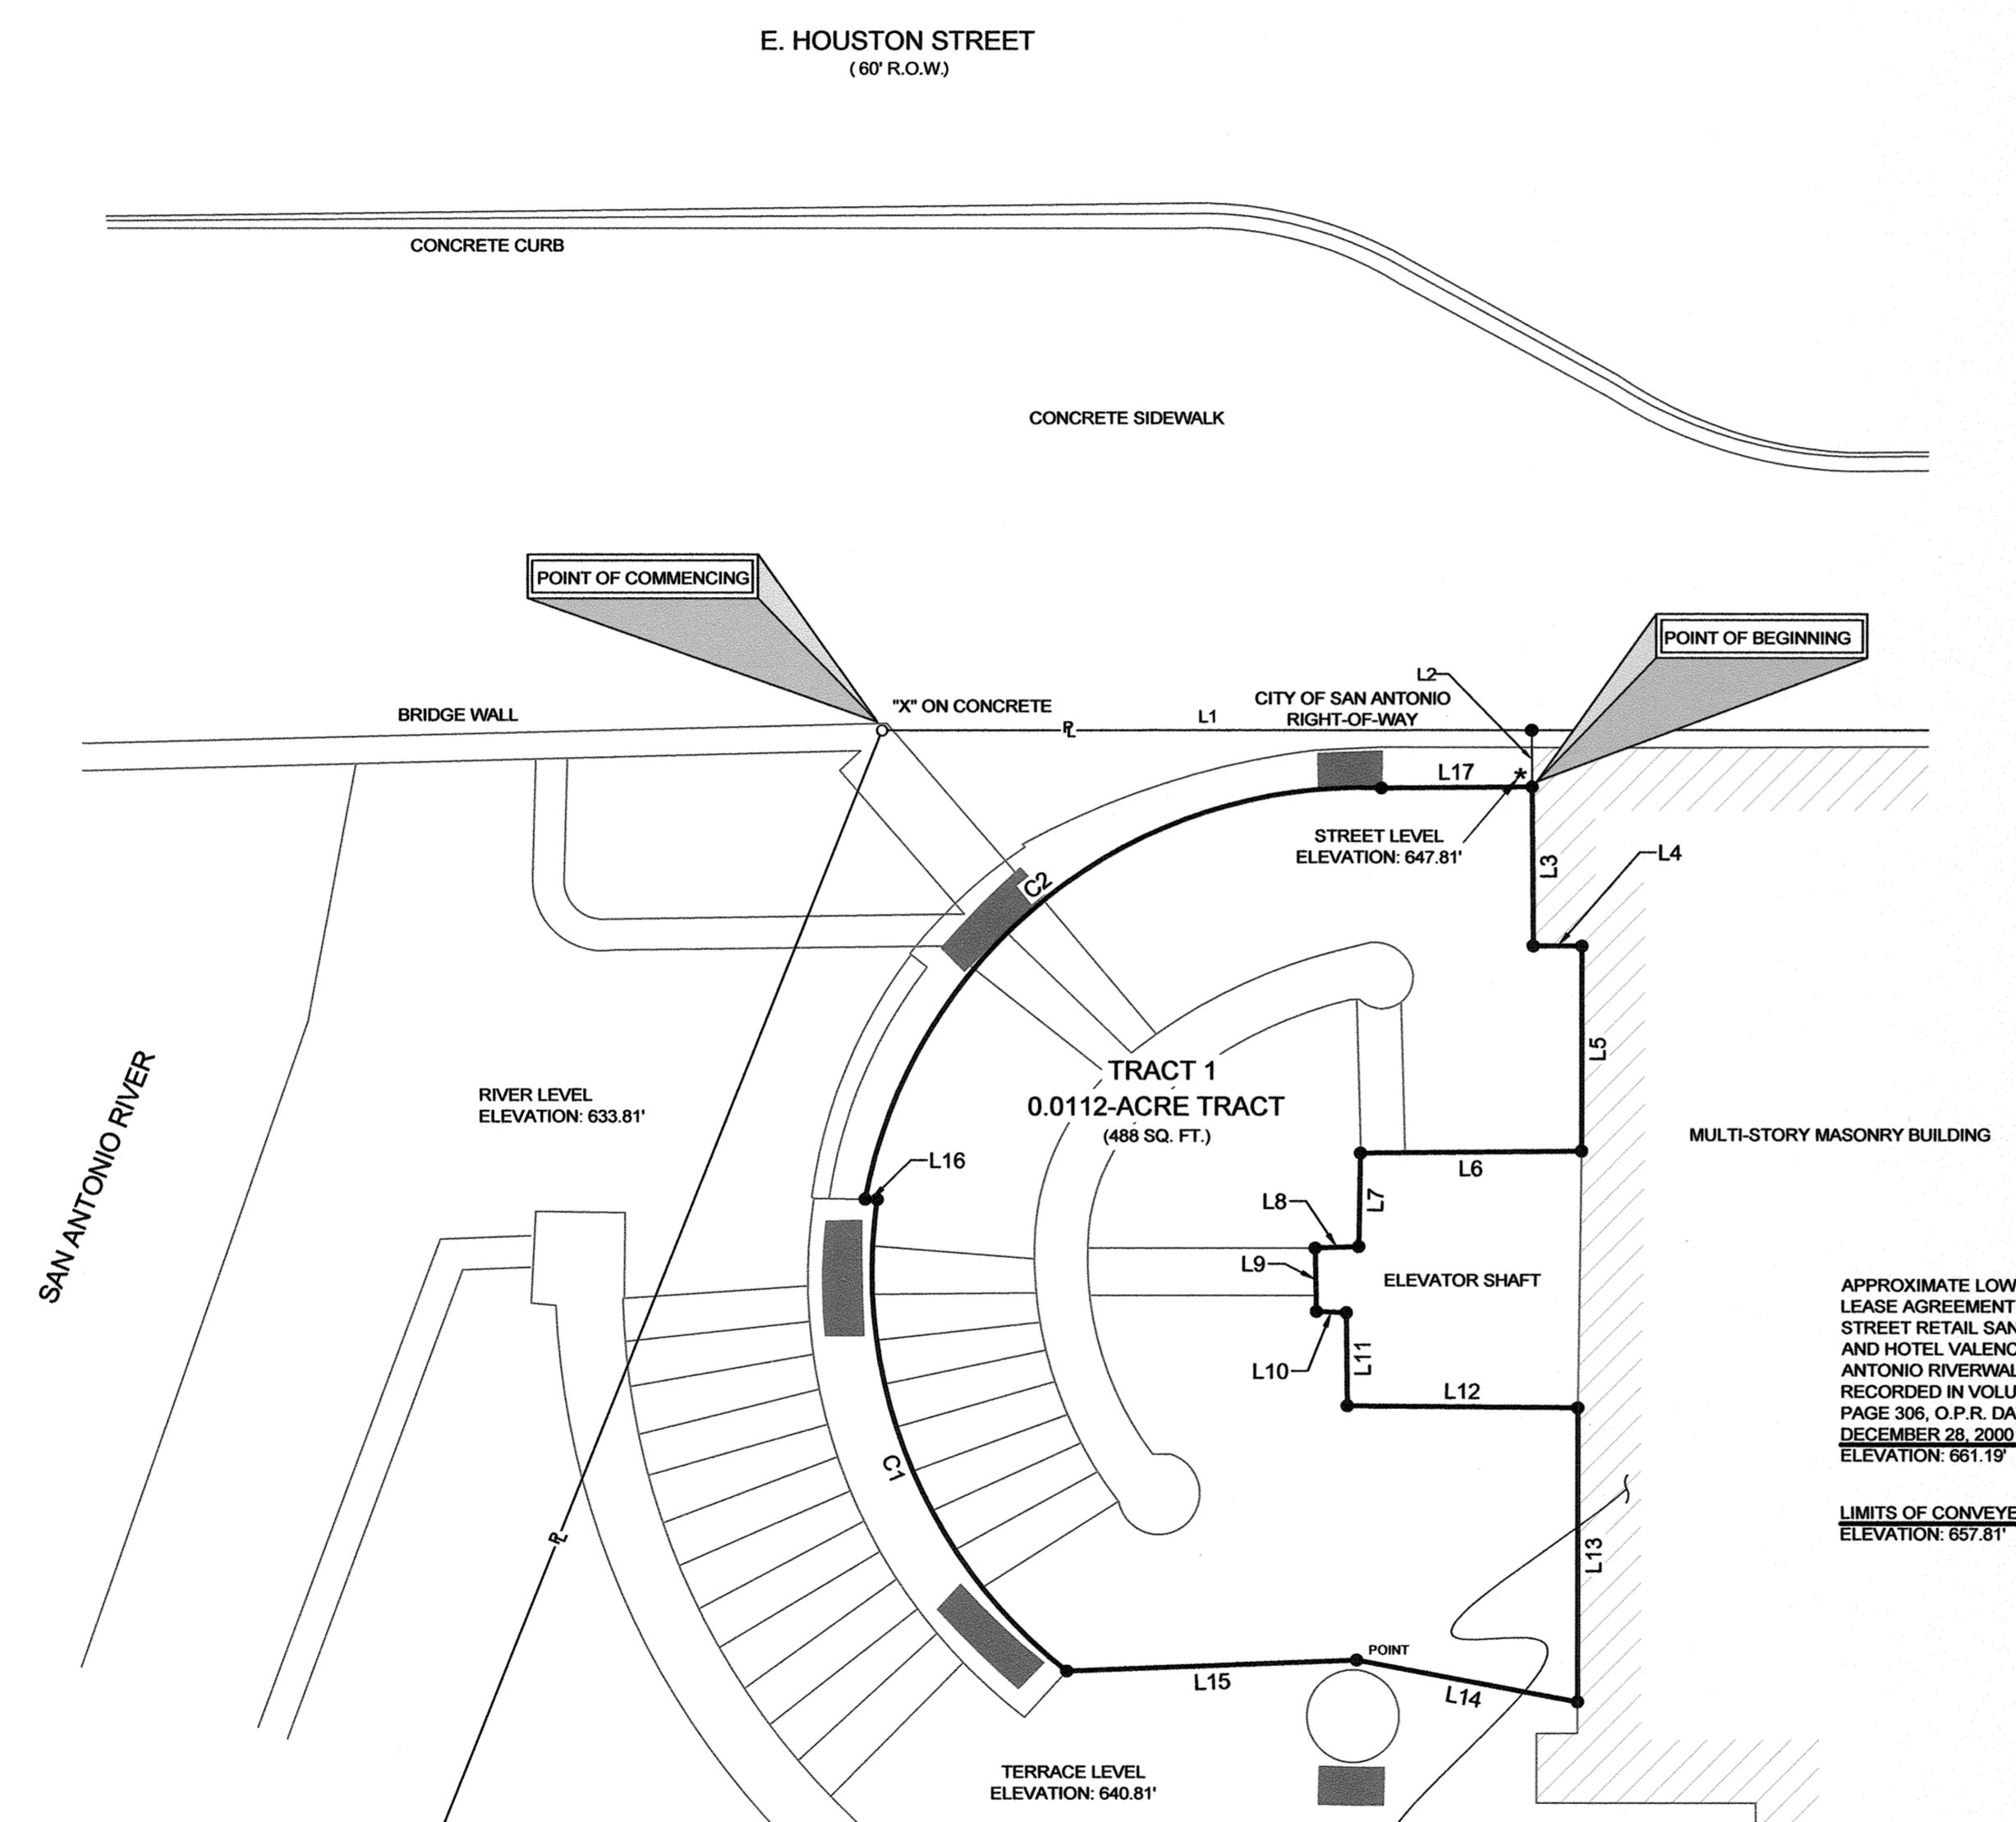 E. HOUSTON STREET
( 60' R.O.W.)
CONCRETE CURB
CONCRETE SIDEWALK
POINT OF COMMENCING
POINT OF BEGINNING
L2
CITY OF SAN ANTONIO
RIGHT-OF-WAY
"X" ON CONCRETE
L1
BRIDGE WALL
PL
L17
*
STREET LEVEL
ELEVATION: 647.81'
L3
L4
C2
L5
SAN ANTONIO RIVER
RIVER LEVEL
ELEVATION: 633.81'
TRACT 1
0.0112-ACRE TRACT
(488 SQ. FT.)
MULTI-STORY MASONRY BUILDING
L16
L6
L7
L8
L9
ELEVATOR SHAFT
L10
L11
L12
APPROXIMATE LOW
LEASE AGREEMENT
STREET RETAIL SAN
AND HOTEL VALENC
ANTONIO RIVERWAL
RECORDED IN VOLU
PAGE 306, O.P.R. DA
DECEMBER 28, 2000
ELEVATION: 661.19'
LIMITS OF CONVEYE
ELEVATION: 657.81'
C1
PL
L13
POINT
L15
L14
TERRACE LEVEL
ELEVATION: 640.81'